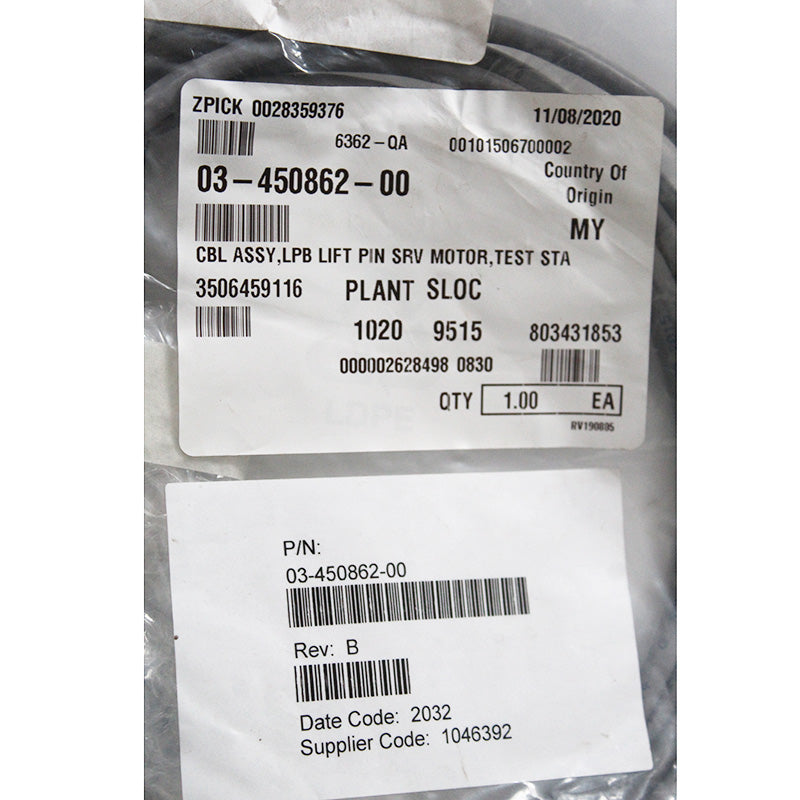 ZPICK 0028359376
11/08/2020
6362-QA
00101506700002
03-450862-00
Country Of
Origin
MY
CBL ASSY,LPB LIFT PIN SRV MOTOR,TEST STA
3506459116
PLANT SLOC
1020 9515
803431853
000002628498 0830
QTY 1.00 EA
RV190805
LDPE
P/N:
03-450862-00
Rev: B
Date Code: 2032
Supplier Code: 1046392